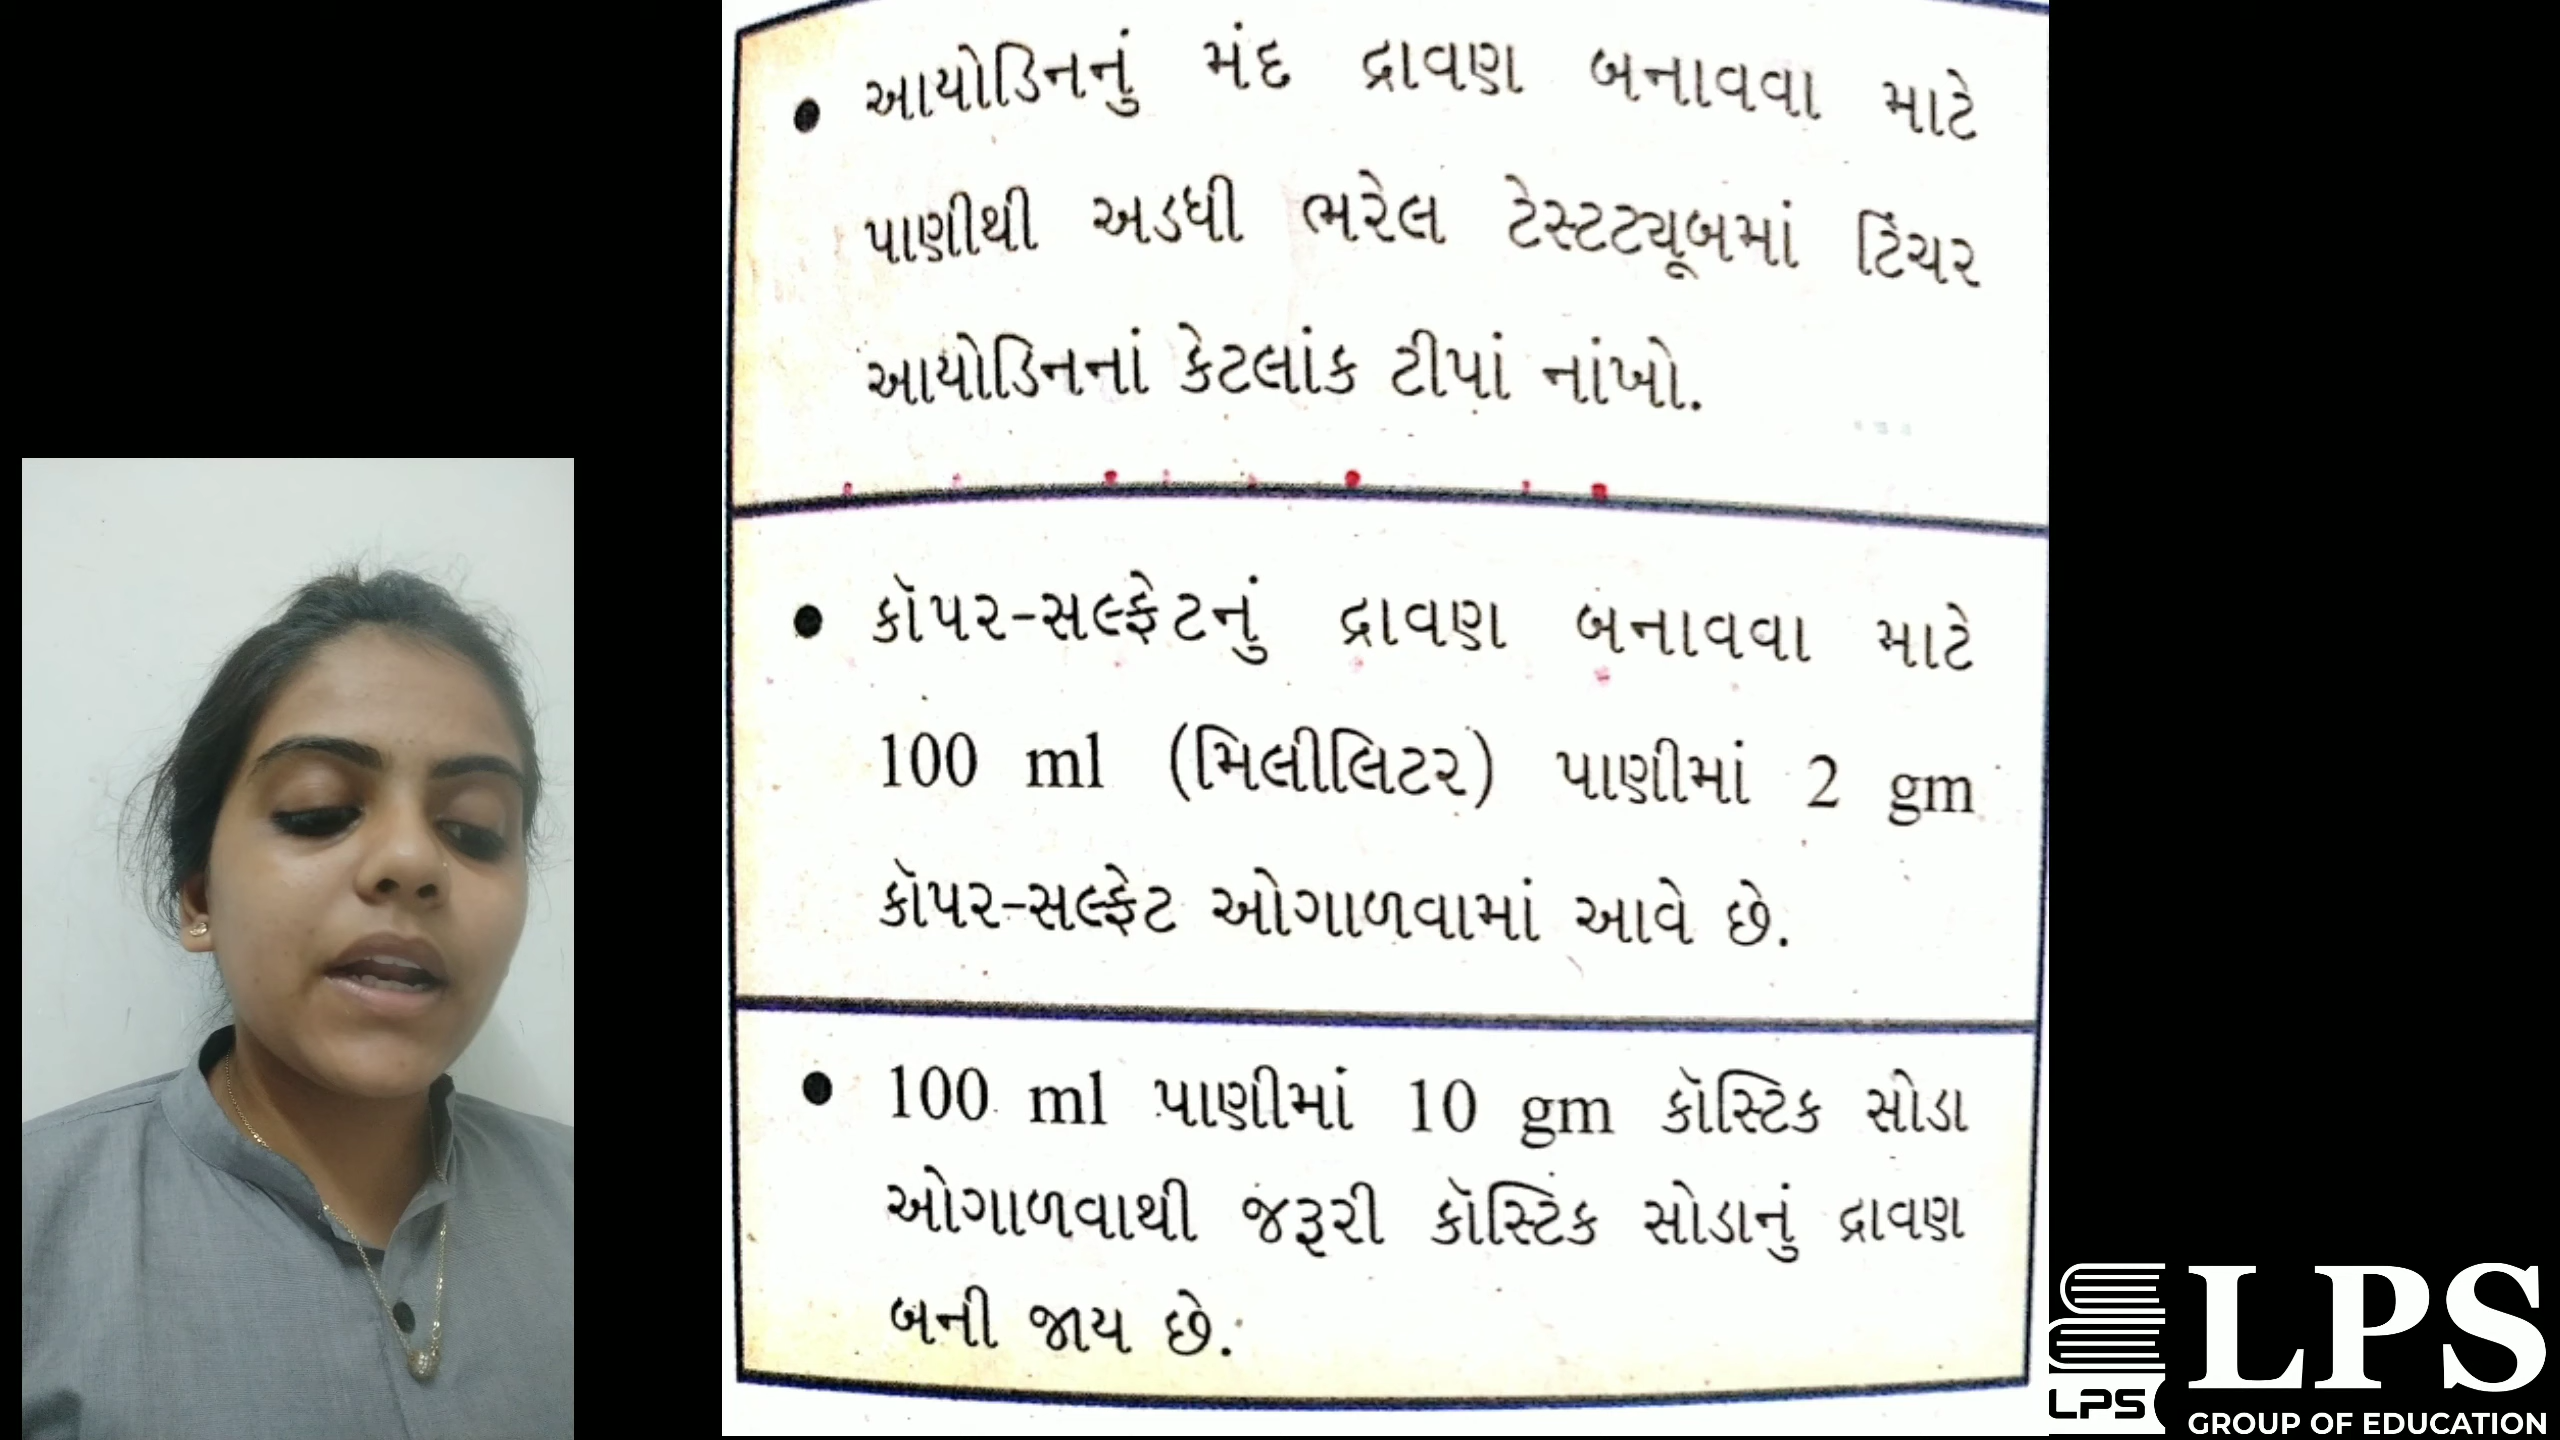 ● આયોડિનનું મંદ દ્રાવણ બનાવવા માટે
પાણીથી અડધી ભરેલ ટેસ્ટટ્યૂબમાં ટિંચર
આયોડિનનાં કેટલાંક ટીપાં નાંખો.
● કૉપર-સલ્ફેટનું દ્રાવણ બનાવવા માટે
100 ml (મિલીલિટર) પાણીમાં 2 gm
કૉપર-સલ્ફેટ ઓગાળવામાં આવે છે.
● 100 ml પાણીમાં 10 gm કૉસ્ટિક સોડા
ઓગાળવાથી જરૂરી કૉસ્ટિક સોડાનું દ્રાવણ
બની જાય છે.
LPS
LPS
GROUP OF EDUCATION